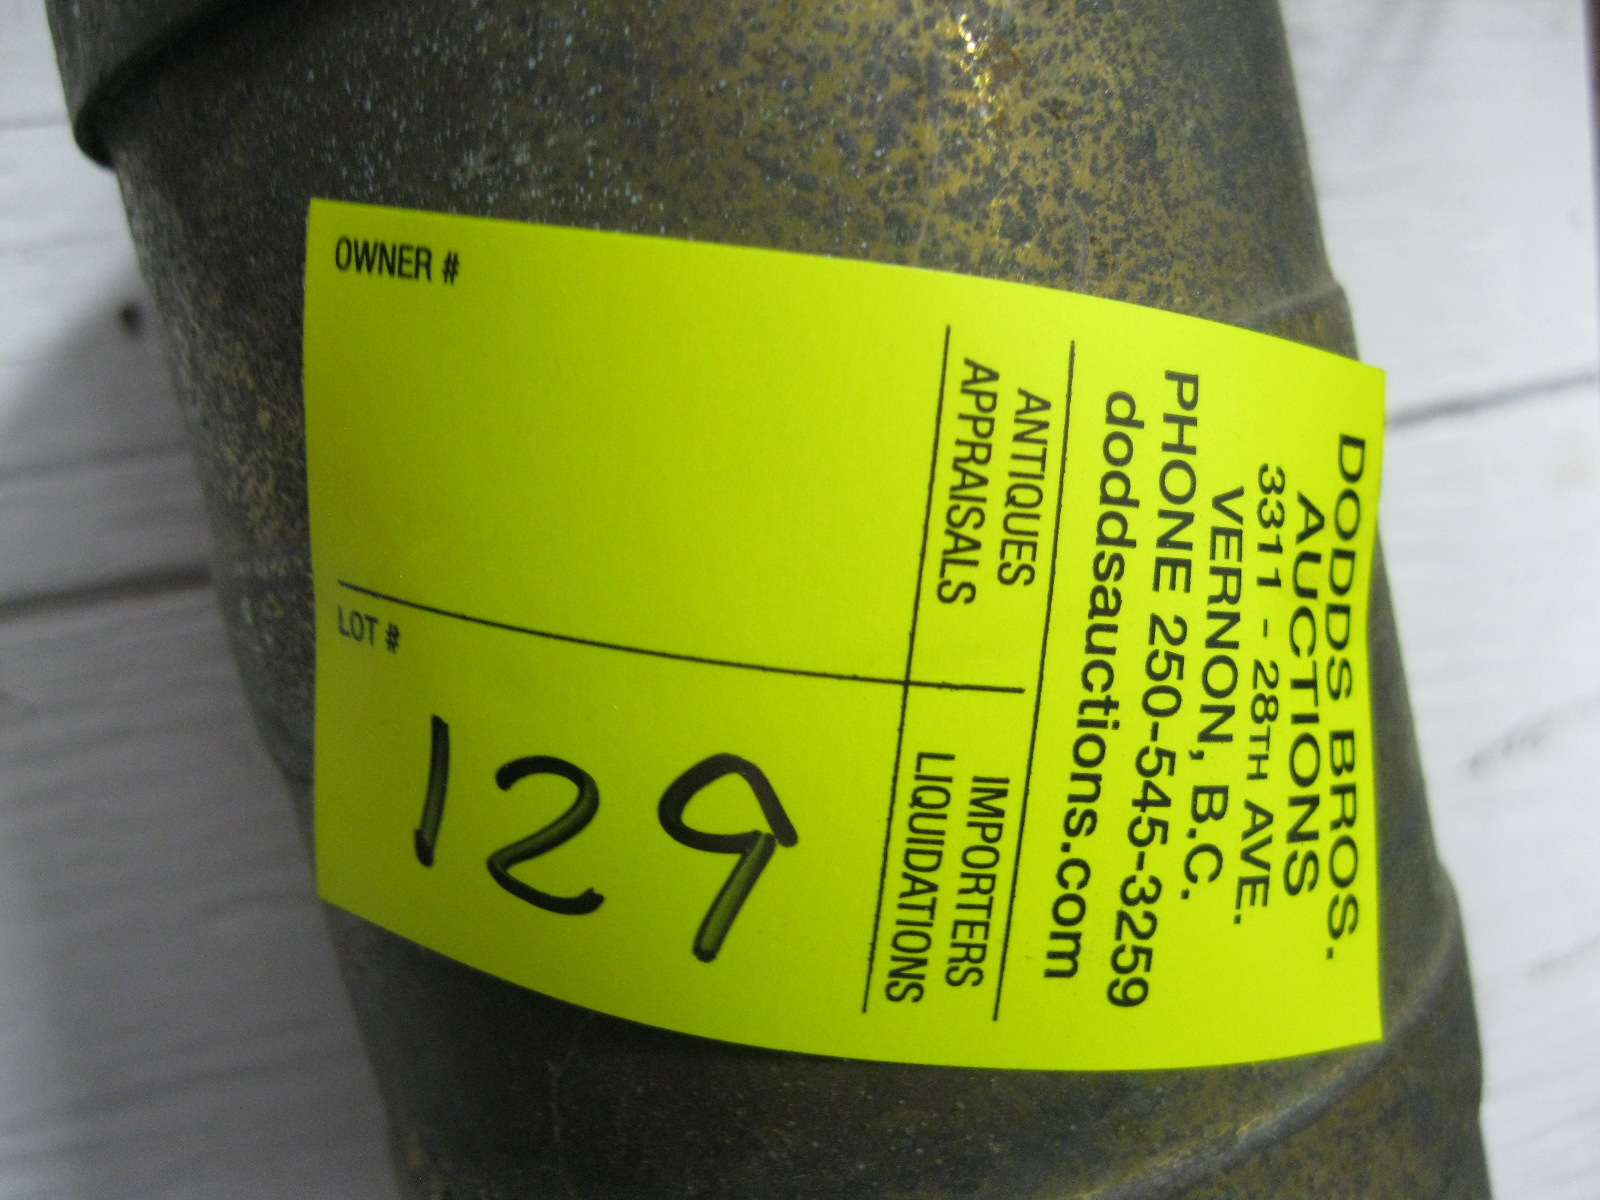 DODDS BROS.
AUCTIONS
3311 - 28TH AVE.
VERNON, B.C.
PHONE 250-545-3259
doddsauctions.com
ANTIQUES
APPRAISALS
IMPORTERS
LIQUIDATIONS
OWNER #
LOT #
129